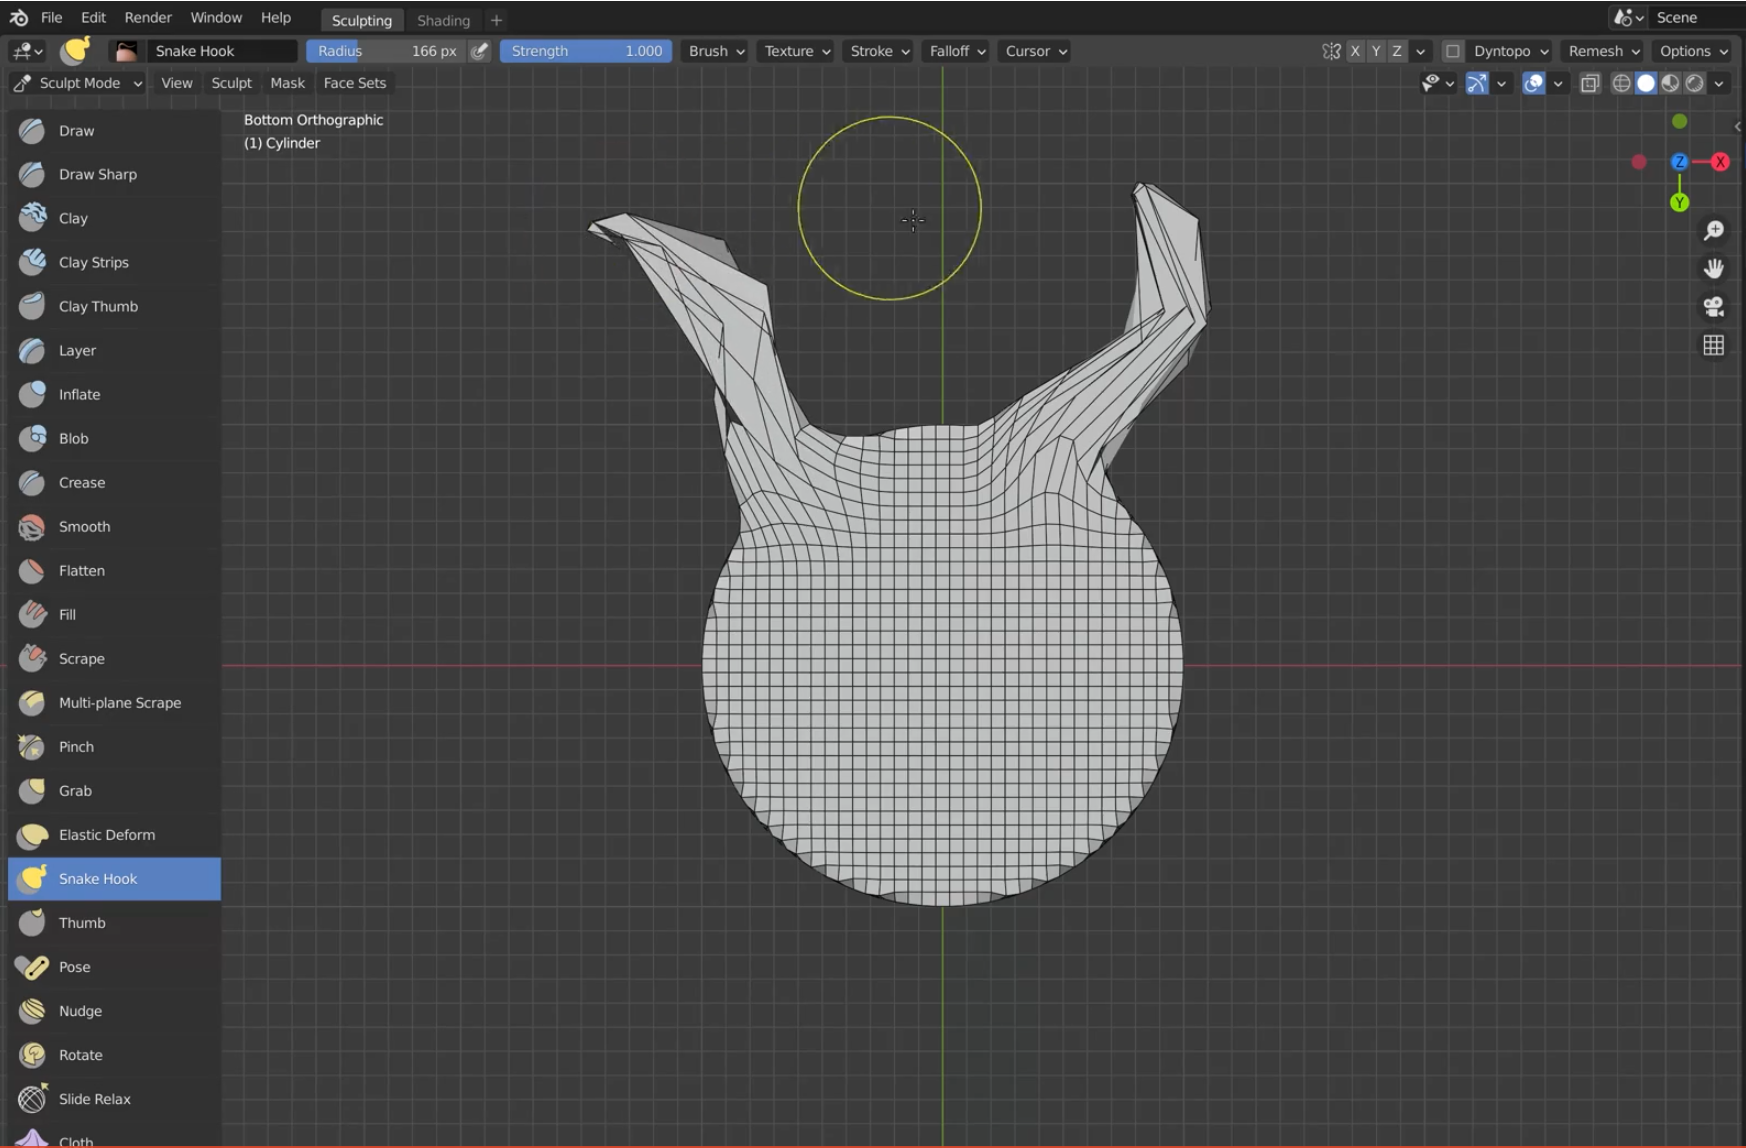 File Edit Render Window Help Sculpting Shading + Scene
Snake Hook Radius 166 px Strength 1.000 Brush Texture Stroke Falloff Cursor X Y Z Dyntopo Remesh Options
Sculpt Mode View Sculpt Mask Face Sets
Bottom Orthographic
(1) Cylinder
Z X
Y
Draw
Draw Sharp
Clay
Clay Strips
Clay Thumb
Layer
Inflate
Blob
Crease
Smooth
Flatten
Fill
Scrape
Multi-plane Scrape
Pinch
Grab
Elastic Deform
Snake Hook
Thumb
Pose
Nudge
Rotate
Slide Relax
Cloth